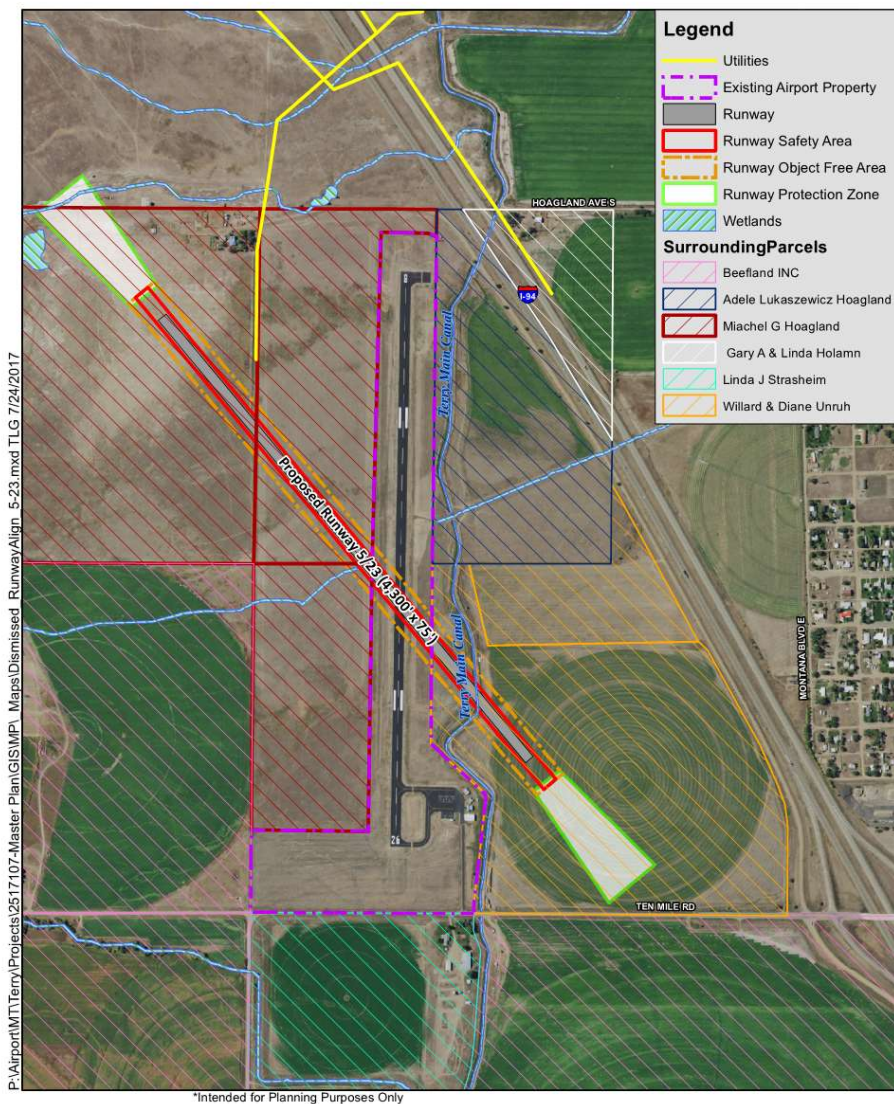 Legend
Utilities
Existing Airport Property
Runway
Runway Safety Area
Runway Object Free Area
Runway Protection Zone
Wetlands
SurroundingParcels
Beefland INC
Adele Lukaszewicz Hoagland
Miachel G Hoagland
Gary A & Linda Holamn
Linda J Strasheim
Willard & Diane Unruh
HOAGLAND AVE S
I-94
Terry Main Canal
Proposed Runway 5/23 (4,300' x 75')
Terry Main Canal
MONTANA BLVD E
26
TEN MILE RD
P:\Airport\MT\Terry\Projects\2517107-Master Plan\GIS\MP\_Maps\Dismissed_RunwayAlign_5-23.mxd TLG 7/24/2017
*Intended for Planning Purposes Only